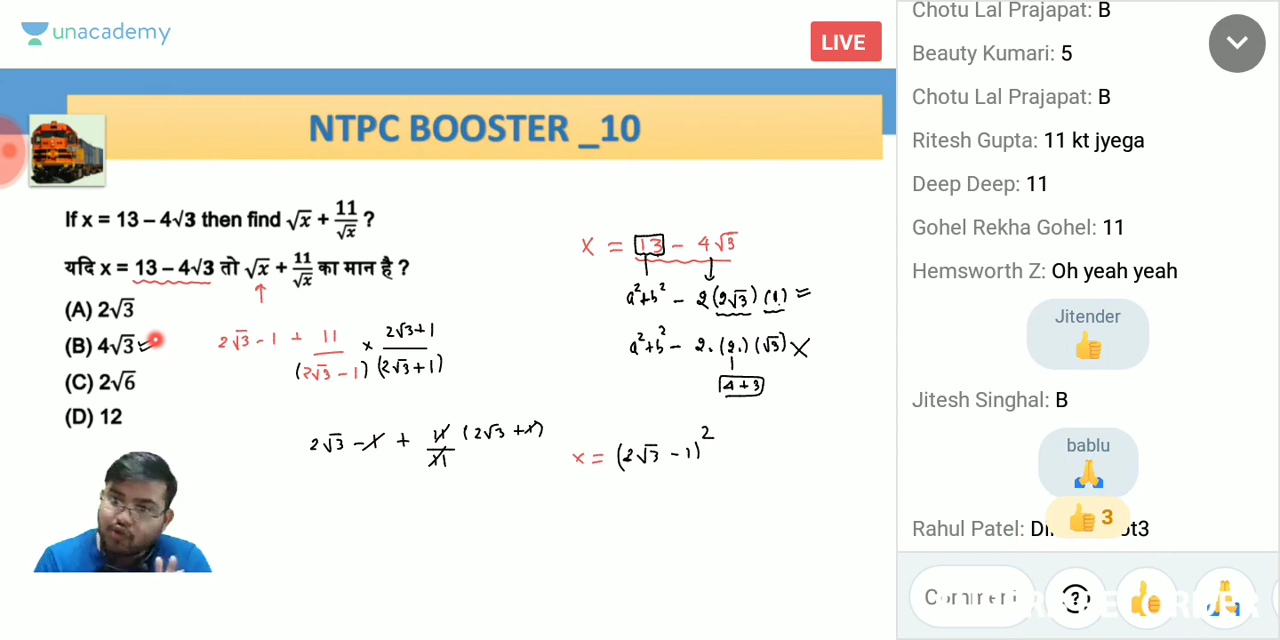 unacademy
LIVE
NTPC BOOSTER _10
If x = 13 – 4√3 then find √x + 11/√x ?
यदि x = 13 – 4√3 तो √x + 11/√x का मान है ?
(A) 2√3
(B) 4√3
(C) 2√6
(D) 12
2√3 - 1 + 11/(2√3 - 1) × (2√3+1)/(2√3+1)
2√3 - 1 + 11/11 (2√3 + 1)
x = 13 - 4√3
a²+b² - 2(2√3)(1) =
a²+b² - 2.(2.)(√3) ×
4+3
x = (2√3 - 1)²
Chotu Lal Prajapat: B
Beauty Kumari: 5
Chotu Lal Prajapat: B
Ritesh Gupta: 11 kt jyega
Deep Deep: 11
Gohel Rekha Gohel: 11
Hemsworth Z: Oh yeah yeah
Jitender
Jitesh Singhal: B
bablu
3
Rahul Patel: